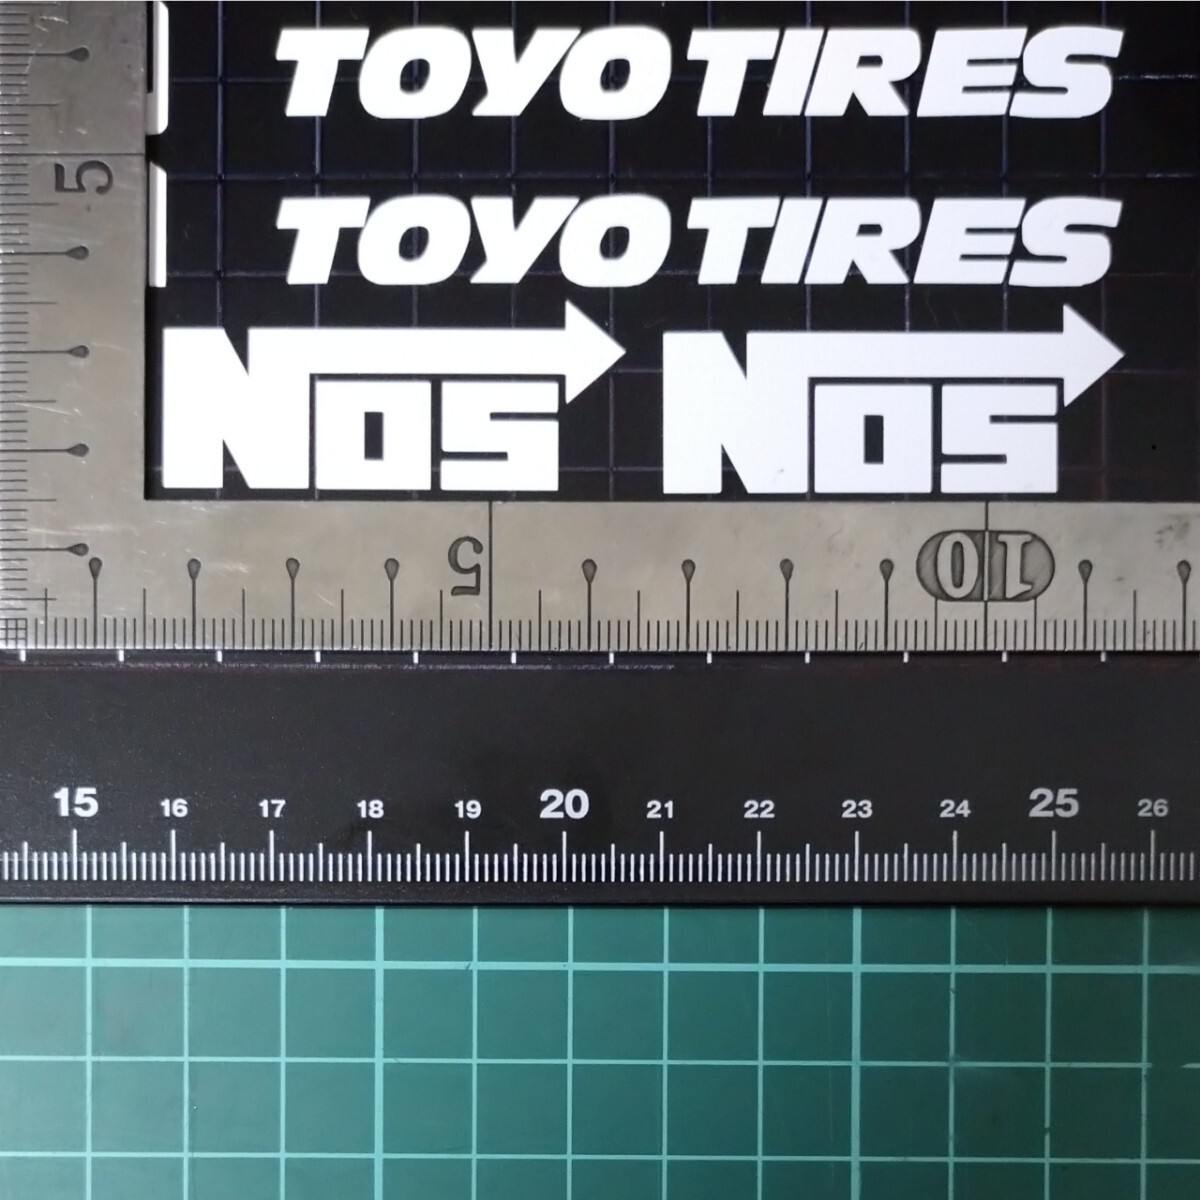 TOYO TIRES
5
TOYO TIRES
NOS NOS
5 10
15 16 17 18 19 20 21 22 23 24 25 26